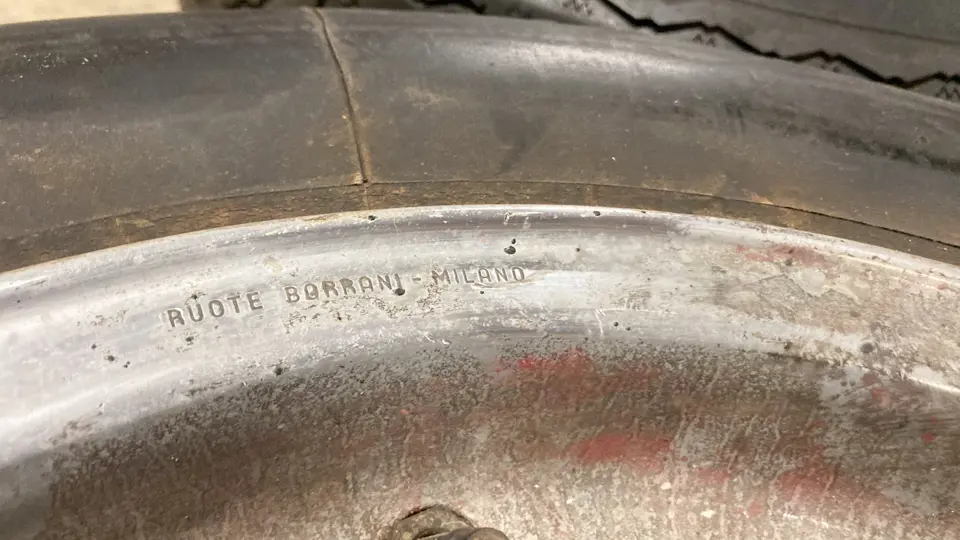 RUOTE BORRANI - MILANO